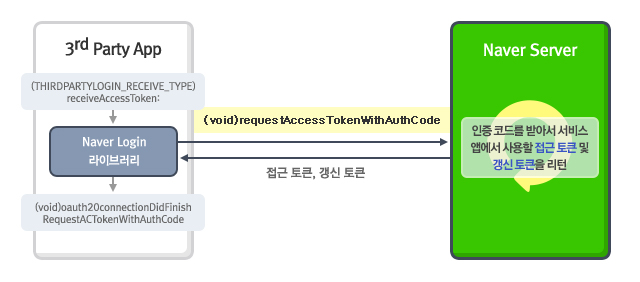 3rd Party App
(THIRDPARTYLOGIN_RECEIVE_TYPE)
receiveAccessToken:
Naver Login
라이브러리
(void)oauth20connectionDidFinish
RequestACTokenWithAuthCode
(void)requestAccessTokenWithAuthCode
접근 토큰, 갱신 토큰
Naver Server
인증 코드를 받아서 서비스
앱에서 사용할 접근 토큰 및
갱신 토큰을 리턴